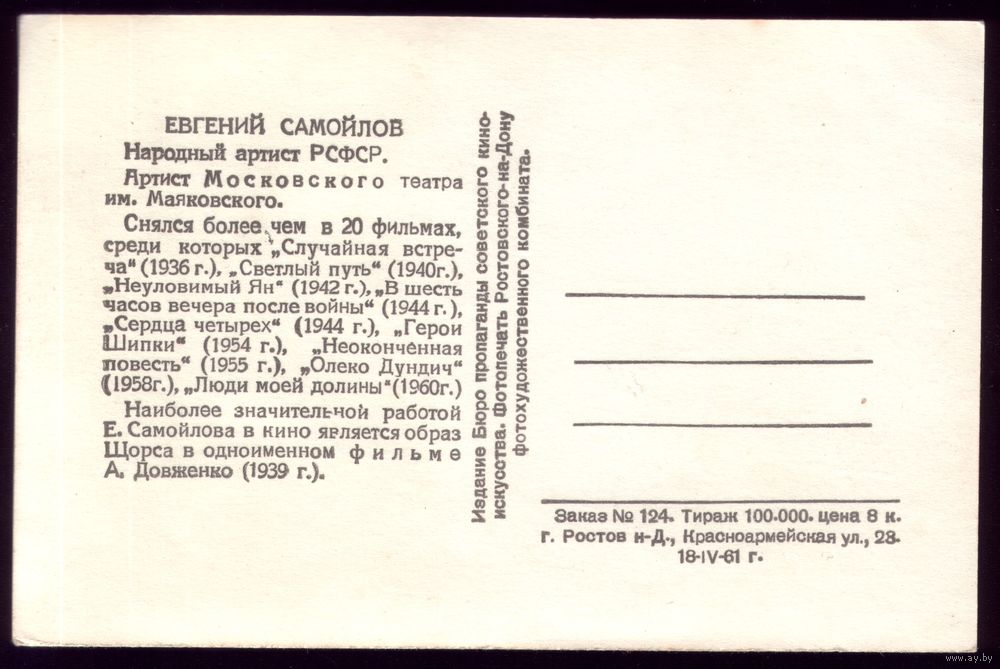 ЕВГЕНИЙ САМОЙЛОВ
Народный артист РСФСР.
Артист Московского театра
им. Маяковского.
Снялся более чем в 20 фильмах,
среди которых „Случайная встре-
ча“ (1936 г.), „Светлый путь“ (1940г.),
„Неуловимый Ян“ (1942 г.), „В шесть
часов вечера после войны“ (1944 г.),
„Сердца четырех“ (1944 г.), „Герои
Шипки“ (1954 г.), „Неоконченная
повесть“ (1955 г.), „Олеко Дундич“
(1958г.), „Люди моей долины“ (1960г.)
Наиболее значительной работой
Е. Самойлова в кино является образ
Щорса в одноименном фильме
А. Довженко (1939 г.).
Издание Бюро пропаганды советского кино-
искусства. Фотопечать Ростовского-на-Дону
фотохудожественного комбината.
Заказ № 124. Тираж 100.000. цена 8 к.
г. Ростов н-Д., Красноармейская ул., 23.
18-IV-61 г.
www.ay.by